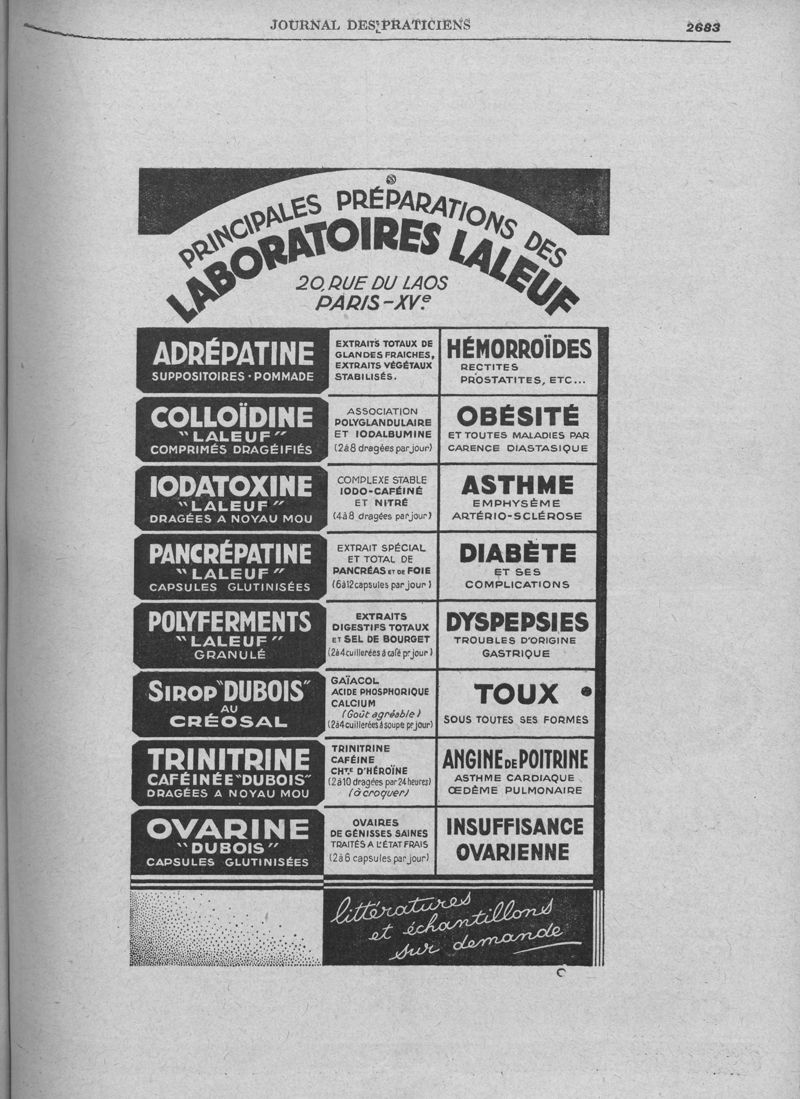 JOURNAL DES PRATICIENS
2683
PRINCIPALES PRÉPARATIONS DES
LABORATOIRES LALEUF
20, RUE DU LAOS
PARIS-XVe.
ADRÉPATINE
SUPPOSITOIRES · POMMADE
EXTRAITS TOTAUX DE
GLANDES FRAICHES,
EXTRAITS VÉGÉTAUX
STABILISÉS.
HÉMORROÏDES
RECTITES
PROSTATITES, ETC...
COLLOÏDINE
"LALEUF"
COMPRIMÉS DRAGÉIFIÉS
ASSOCIATION
POLYGLANDULAIRE
ET IODALBUMINE
(2 à 8 dragées par jour)
OBÉSITÉ
ET TOUTES MALADIES PAR
CARENCE DIASTASIQUE
IODATOXINE
"LALEUF"
DRAGÉES A NOYAU MOU
COMPLEXE STABLE
IODO-CAFÉINÉ
ET NITRÉ
(4 à 8 dragées par jour)
ASTHME
EMPHYSÈME
ARTÉRIO-SCLÉROSE
PANCRÉPATINE
"LALEUF"
CAPSULES GLUTINISÉES
EXTRAIT SPÉCIAL
ET TOTAL DE
PANCRÉAS ET DE FOIE
(6 à 12 capsules par jour)
DIABÈTE
ET SES
COMPLICATIONS
POLYFERMENTS
"LALEUF"
GRANULÉ
EXTRAITS
DIGESTIFS TOTAUX
ET SEL DE BOURGET
(2 à 4 cuillerées à café pr jour)
DYSPEPSIES
TROUBLES D'ORIGINE
GASTRIQUE
SIROP "DUBOIS"
AU
CRÉOSAL
GAÏACOL
ACIDE PHOSPHORIQUE
CALCIUM
(Goût agréable)
(2 à 4 cuillerées à soupe pr jour)
TOUX
SOUS TOUTES SES FORMES
TRINITRINE
CAFÉINÉE "DUBOIS"
DRAGÉES A NOYAU MOU
TRINITRINE
CAFÉINE
CHTE D'HÉROÏNE
(2 à 10 dragées par 24 heures)
(à croquer)
ANGINE DE POITRINE
ASTHME CARDIAQUE
ŒDÈME PULMONAIRE
OVARINE
"DUBOIS"
CAPSULES GLUTINISÉES
OVAIRES
DE GÉNISSES SAINES
TRAITÉS A L'ÉTAT FRAIS
(2 à 6 capsules par jour)
INSUFFISANCE
OVARIENNE
littératures
et échantillons
sur demande